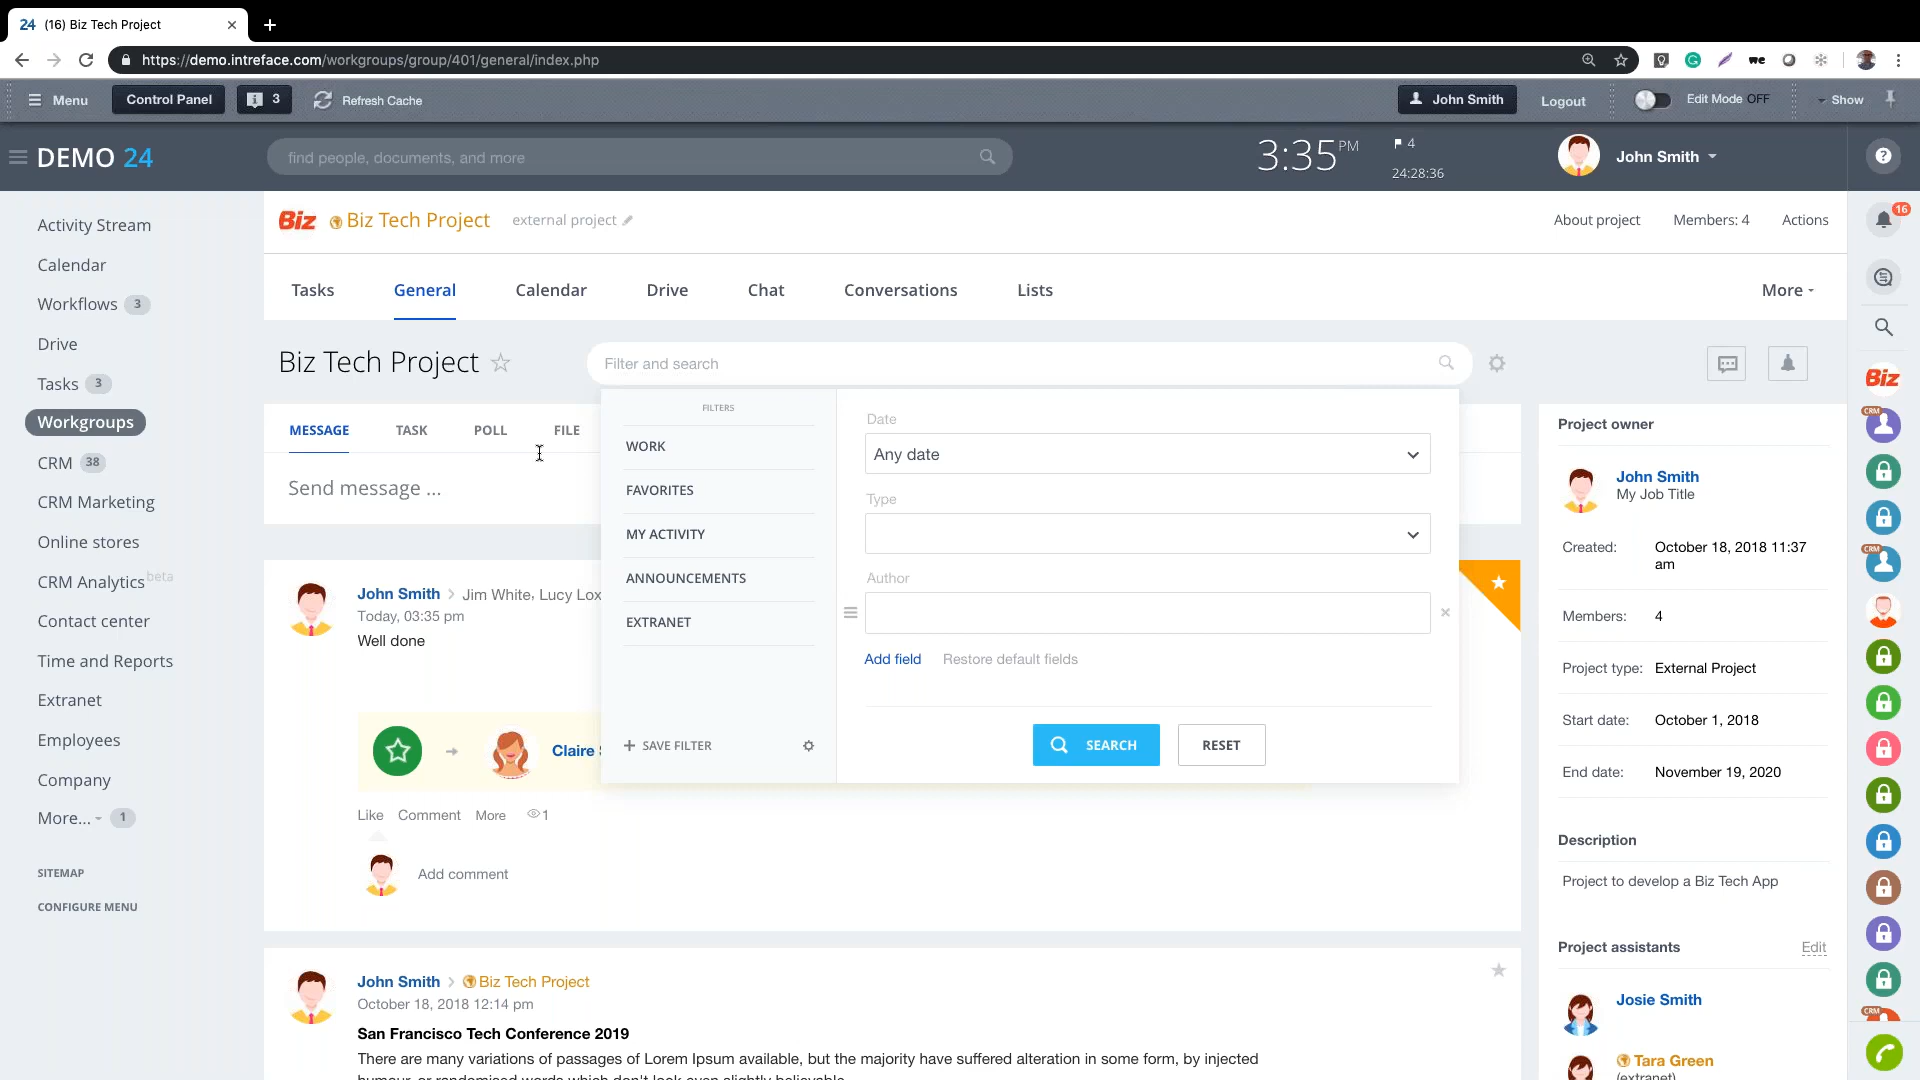 24 (16) Biz Tech Project
https://demo.intreface.com/workgroups/group/401/general/index.php
Menu Control Panel 3 Refresh Cache John Smith Logout Edit Mode OFF Show
DEMO 24 find people, documents, and more 3:35 PM 4 24:28:36 John Smith
Activity Stream
Calendar
Workflows 3
Drive
Tasks 3
Workgroups
CRM 38
CRM Marketing
Online stores
CRM Analytics beta
Contact center
Time and Reports
Extranet
Employees
Company
More... 1
SITEMAP
CONFIGURE MENU
Biz Biz Tech Project external project About project Members: 4 Actions
Tasks General Calendar Drive Chat Conversations Lists More
Biz Tech Project Filter and search
MESSAGE TASK POLL FILE
Send message ...
FILTERS
WORK
FAVORITES
MY ACTIVITY
ANNOUNCEMENTS
EXTRANET
+ SAVE FILTER
Date
Any date
Type
Author
Add field Restore default fields
SEARCH RESET
John Smith > Jim White, Lucy Lox
Today, 03:35 pm
Well done
Claire
Like Comment More 1
Add comment
John Smith > Biz Tech Project
October 18, 2018 12:14 pm
San Francisco Tech Conference 2019
There are many variations of passages of Lorem Ipsum available, but the majority have suffered alteration in some form, by injected
humour, or randomised words which don't look even slightly believable.
Project owner
John Smith
My Job Title
Created: October 18, 2018 11:37
am
Members: 4
Project type: External Project
Start date: October 1, 2018
End date: November 19, 2020
Description
Project to develop a Biz Tech App
Project assistants Edit
Josie Smith
Tara Green
(extranet)
16
Biz
CRM
CRM
CRM